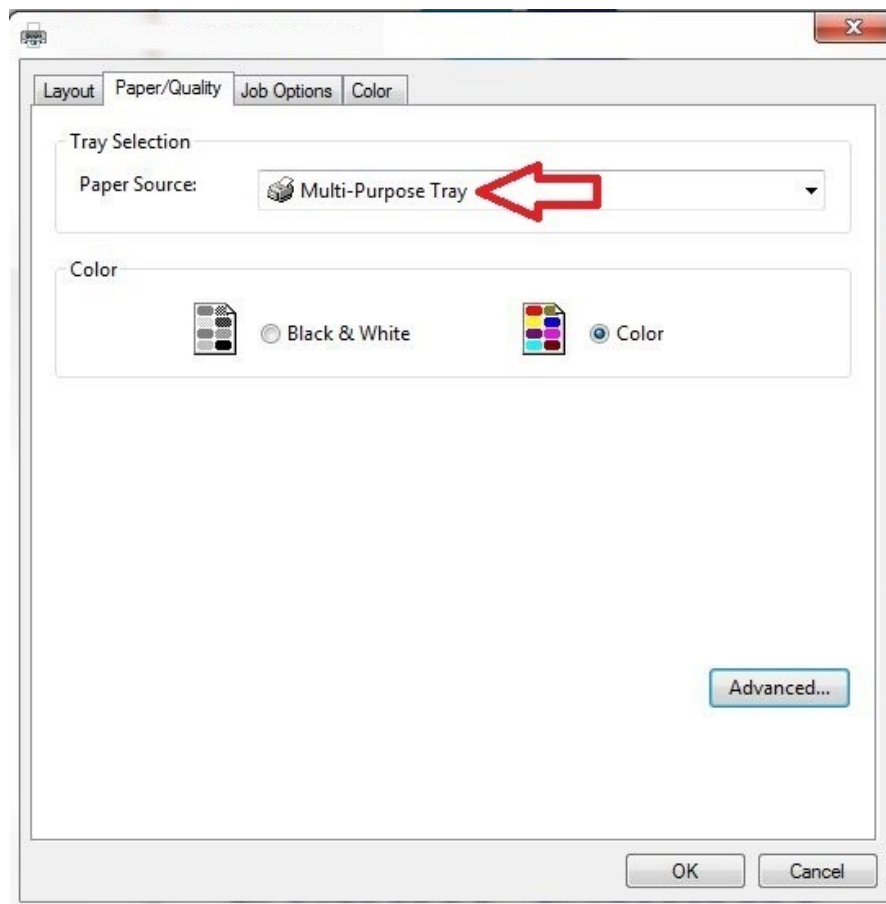 Layout Paper/Quality Job Options Color
Tray Selection
Paper Source: Multi-Purpose Tray
Color
Black & White Color
Advanced...
OK Cancel